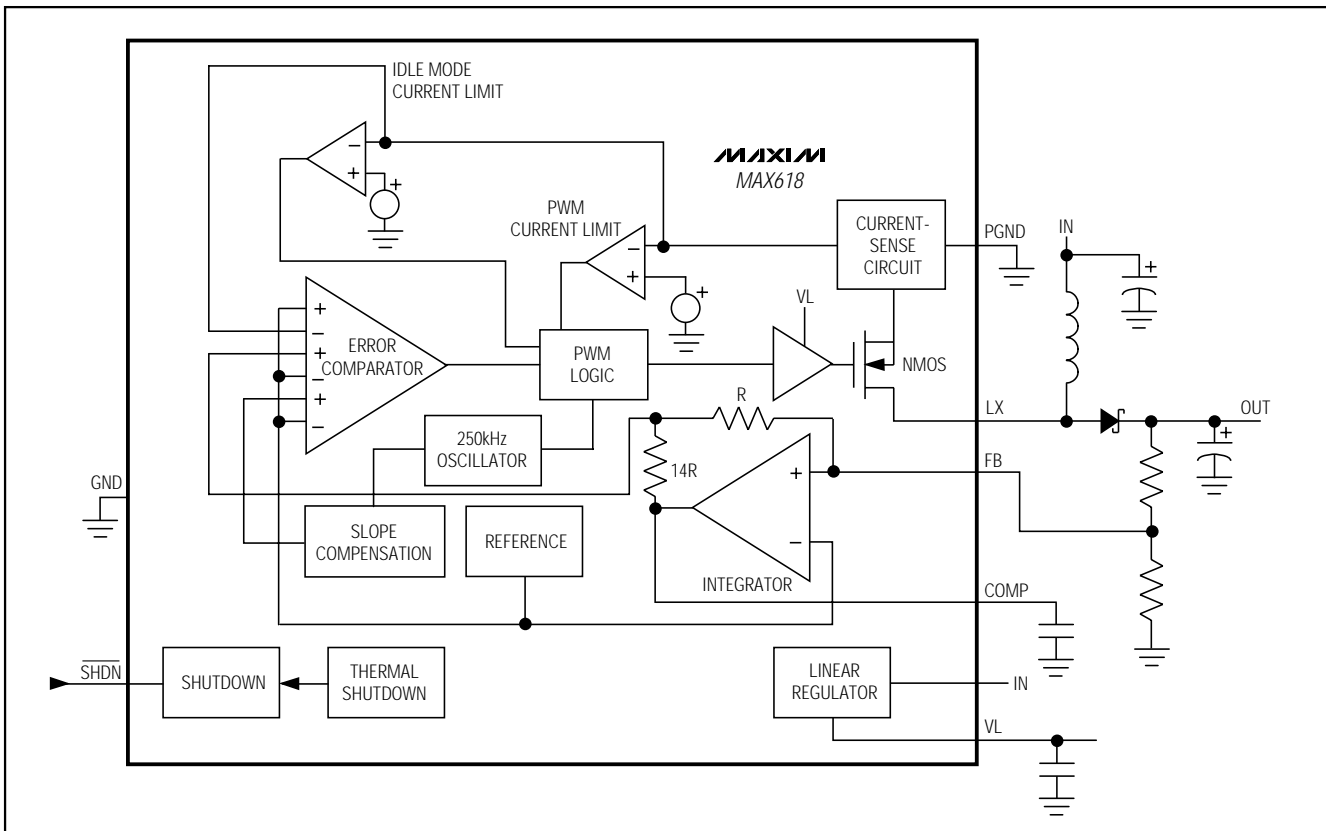 IDLE MODE
CURRENT LIMIT
−
+
+
MAXIM
MAX618
PWM
CURRENT LIMIT
−
+
+
CURRENT-
SENSE
CIRCUIT
PGND
IN
+
VL
+
−
+
−
+
−
ERROR
COMPARATOR
PWM
LOGIC
NMOS
R
LX
OUT
+
250kHz
OSCILLATOR
14R
+
−
FB
GND
SLOPE
COMPENSATION
REFERENCE
INTEGRATOR
COMP
SHDN
SHUTDOWN
THERMAL
SHUTDOWN
LINEAR
REGULATOR
IN
VL